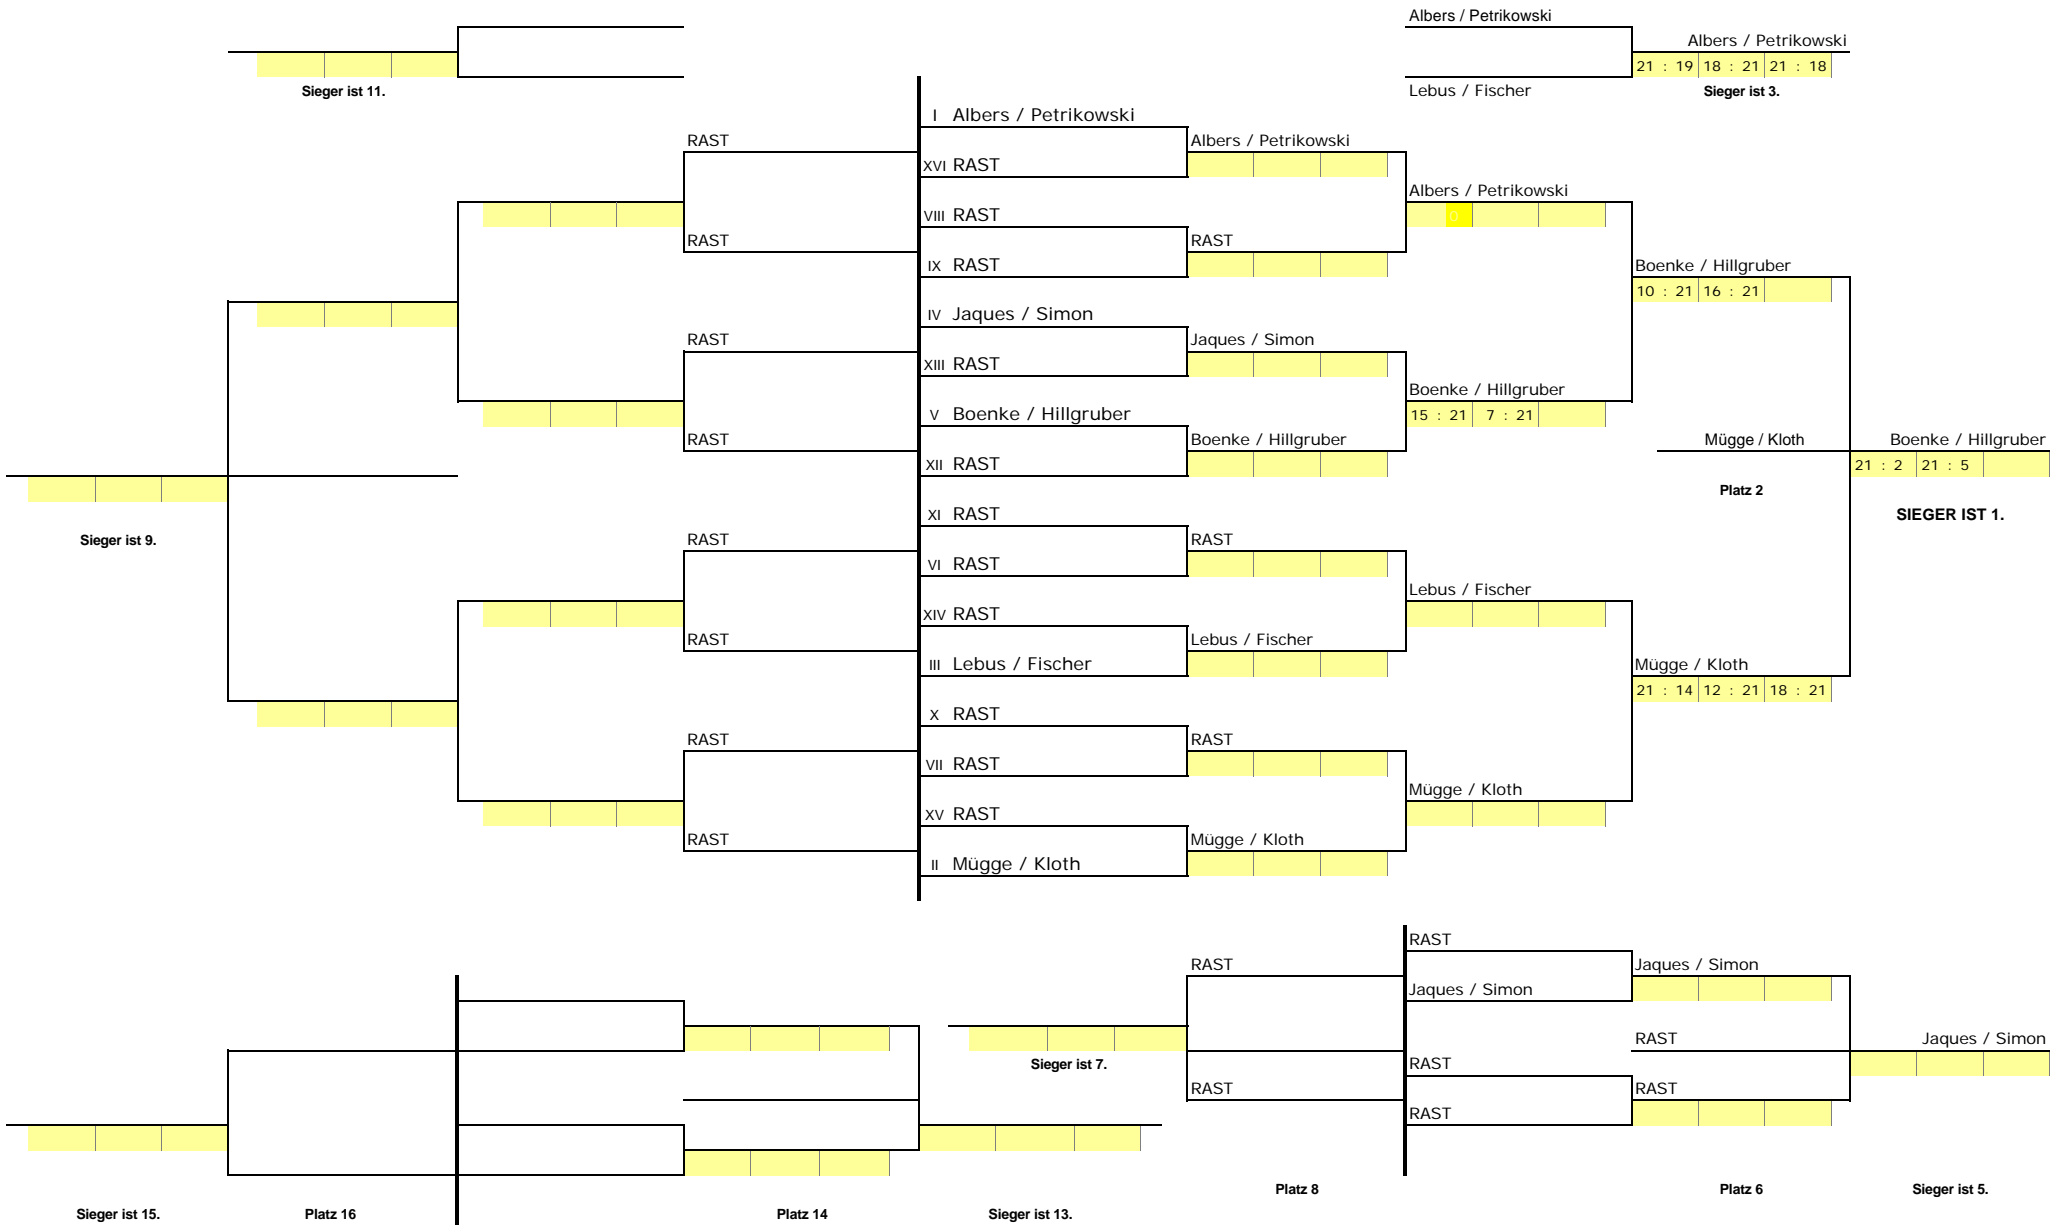 Albers / Petrikowski
Albers / Petrikowski
21 : 19 18 : 21 21 : 18
Sieger ist 11.
Lebus / Fischer
Sieger ist 3.
I Albers / Petrikowski
RAST
Albers / Petrikowski
XVI RAST
Albers / Petrikowski
VIII RAST
0
RAST
RAST
IX RAST
Boenke / Hillgruber
10 : 21 16 : 21
IV Jaques / Simon
RAST
Jaques / Simon
XIII RAST
Boenke / Hillgruber
V Boenke / Hillgruber
15 : 21 7 : 21
RAST
Boenke / Hillgruber
Mügge / Kloth
Boenke / Hillgruber
XII RAST
21 : 2 21 : 5
Platz 2
XI RAST
SIEGER IST 1.
Sieger ist 9.
RAST
RAST
VI RAST
Lebus / Fischer
XIV RAST
RAST
Lebus / Fischer
III Lebus / Fischer
Mügge / Kloth
21 : 14 12 : 21 18 : 21
X RAST
RAST
RAST
VII RAST
Mügge / Kloth
XV RAST
RAST
Mügge / Kloth
II Mügge / Kloth
RAST
RAST
Jaques / Simon
Jaques / Simon
RAST
Jaques / Simon
Sieger ist 7.
RAST
RAST
RAST
RAST
Platz 8
Platz 6
Sieger ist 5.
Sieger ist 15.
Platz 16
Platz 14
Sieger ist 13.